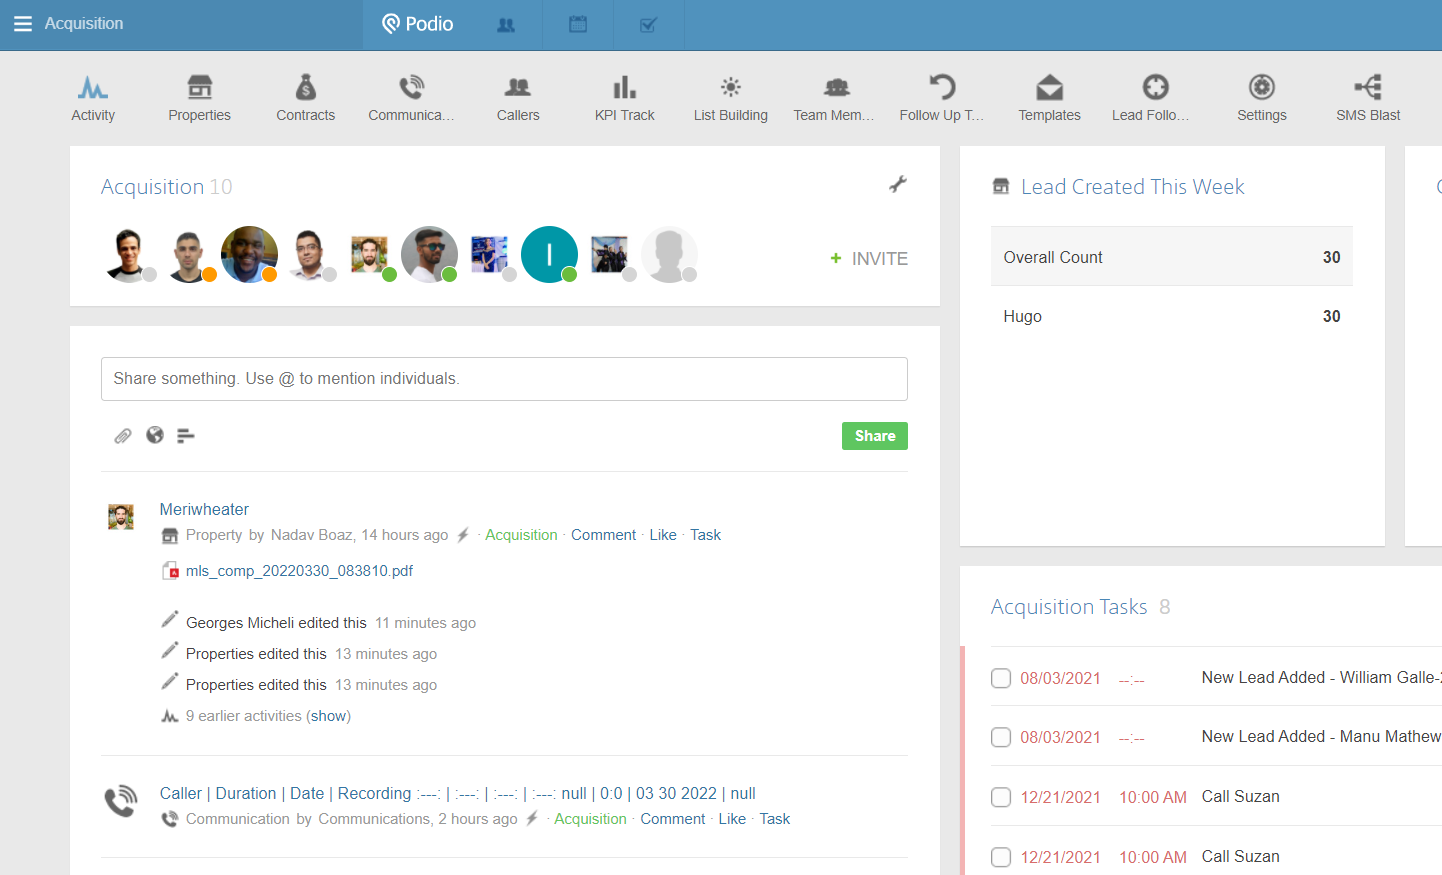 Acquisition
Podio
Activity
Properties
Contracts
Communica...
Callers
KPI Track
List Building
Team Mem...
Follow Up T...
Templates
Lead Follo...
Settings
SMS Blast
Acquisition 10
I
+ INVITE
Share something. Use @ to mention individuals.
Share
Meriwheater
Property by Nadav Boaz, 14 hours ago · Acquisition · Comment · Like · Task
mls_comp_20220330_083810.pdf
Georges Micheli edited this 11 minutes ago
Properties edited this 13 minutes ago
Properties edited this 13 minutes ago
9 earlier activities (show)
Caller | Duration | Date | Recording :---: | :---: | :---: | :---: null | 0:0 | 03 30 2022 | null
Communication by Communications, 2 hours ago · Acquisition · Comment · Like · Task
Lead Created This Week
Overall Count 30
Hugo 30
Acquisition Tasks 8
08/03/2021 --:-- New Lead Added - William Galle-
08/03/2021 --:-- New Lead Added - Manu Mathew
12/21/2021 10:00 AM Call Suzan
12/21/2021 10:00 AM Call Suzan